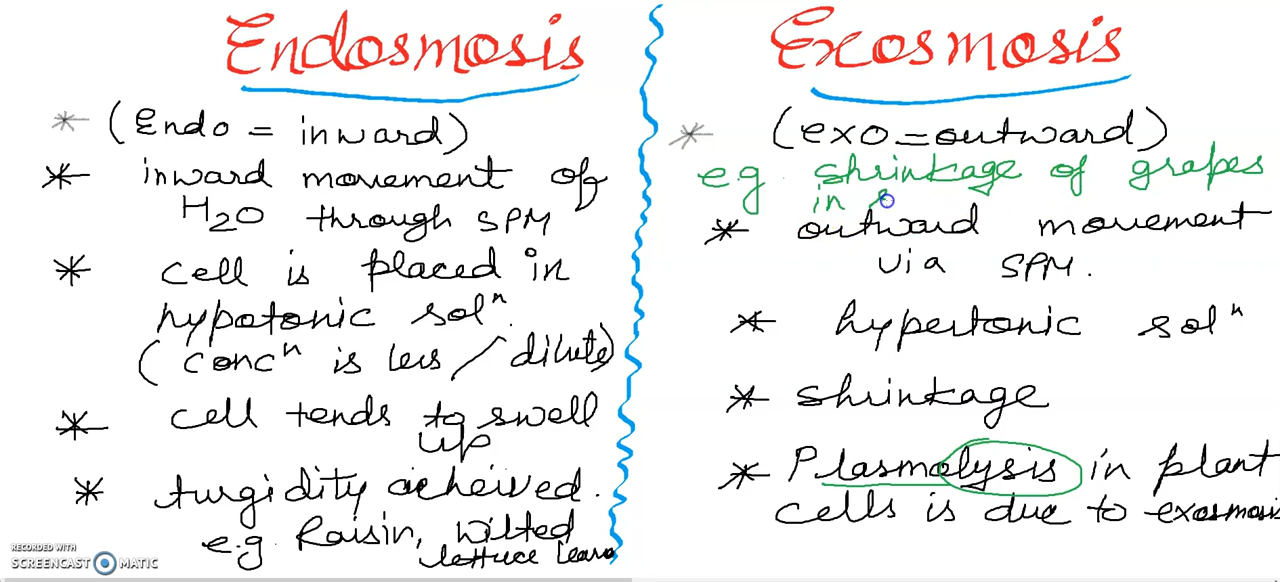 Endosmosis
* (Endo = inward)
* inward movement of
H2O through SPM
* cell is placed in
hypotonic solⁿ.
(concⁿ is less / dilute)
* cell tends to swell
up
* turgidity acheived.
e.g. Raisin, wilted
lettuce
RECORDED WITH
SCREENCAST MATIC
Exosmosis
* (exo = outward)
e.g. shrinkage of grapes
in
* outward movement
via SPM.
* hypertonic solⁿ
* shrinkage
* Plasmolysis in plant
cells is due to exosmosis